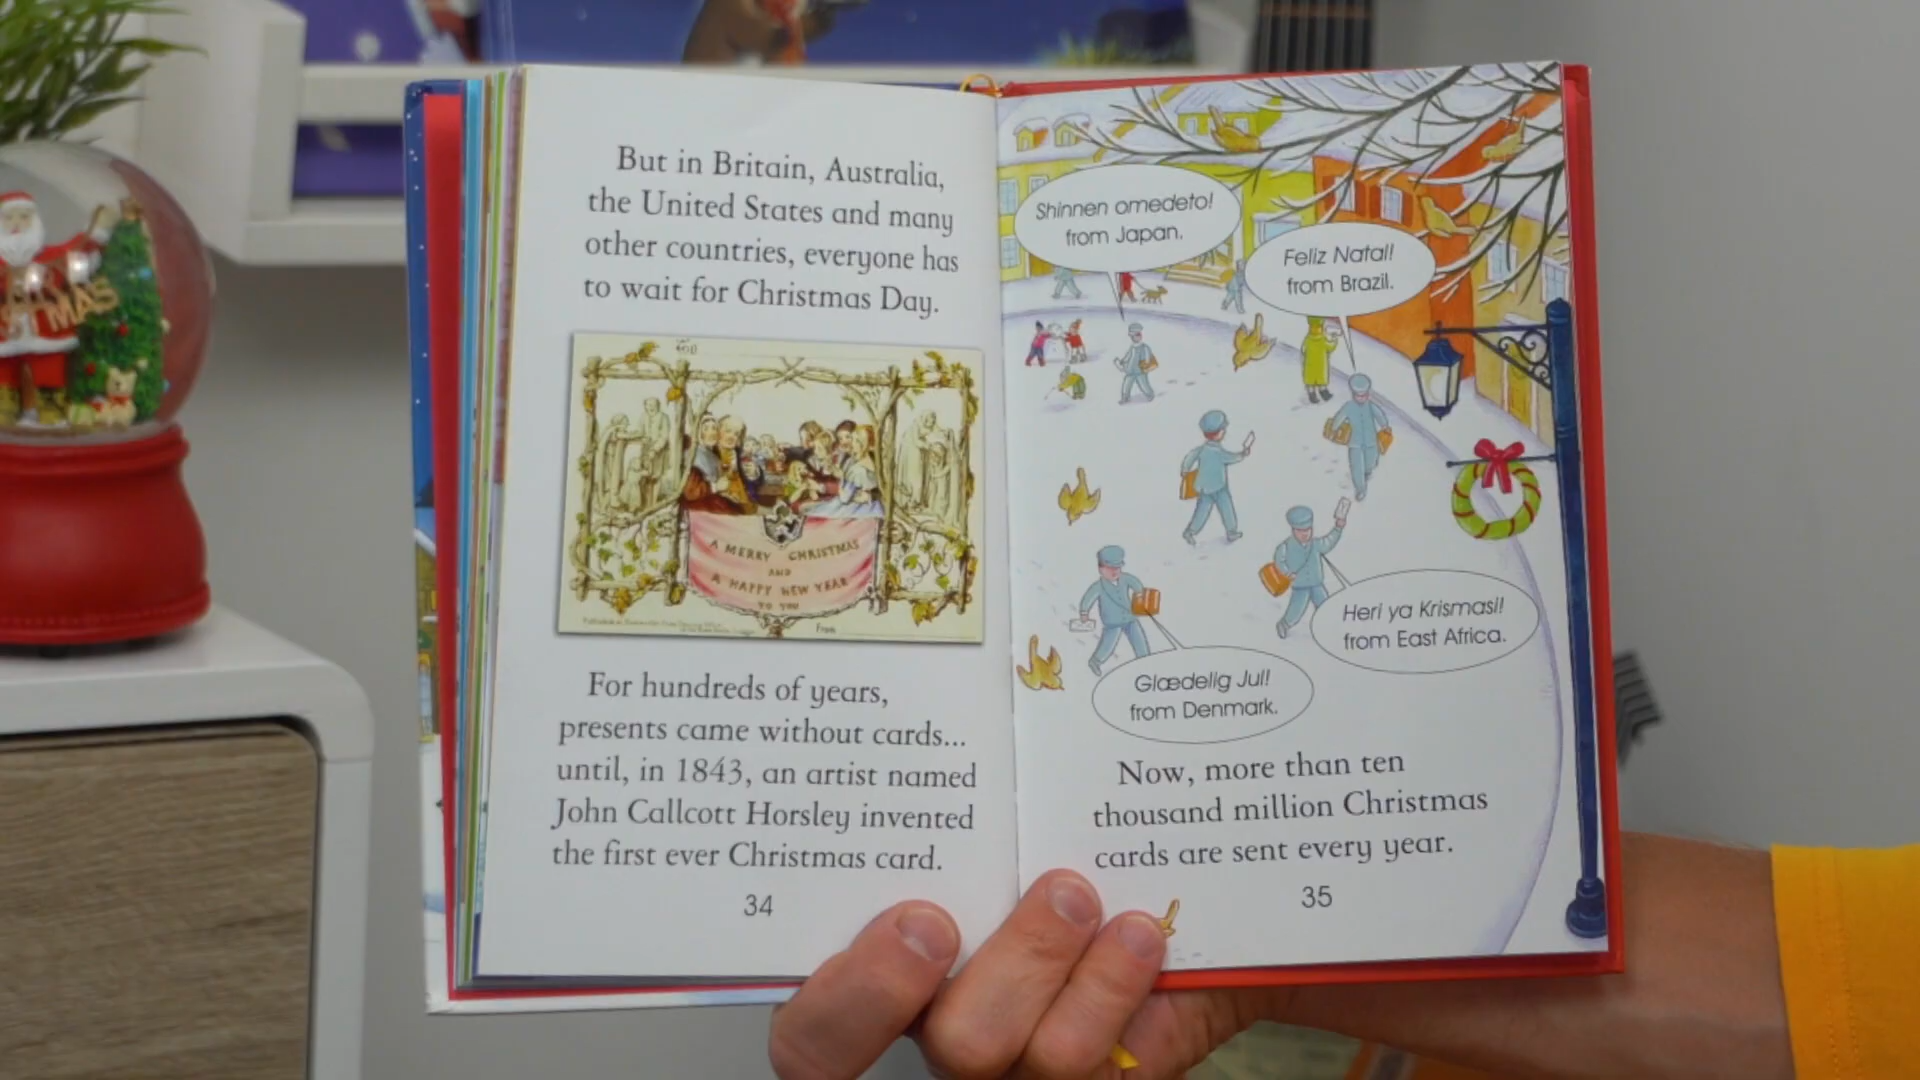 But in Britain, Australia,
the United States and many
other countries, everyone has
to wait for Christmas Day.
A MERRY CHRISTMAS
AND
A HAPPY NEW YEAR
TO YOU
From
For hundreds of years,
presents came without cards...
until, in 1843, an artist named
John Callcott Horsley invented
the first ever Christmas card.
34
Shinnen omedeto!
from Japan.
Feliz Natal!
from Brazil.
Heri ya Krismasi!
from East Africa.
Glædelig Jul!
from Denmark.
Now, more than ten
thousand million Christmas
cards are sent every year.
35